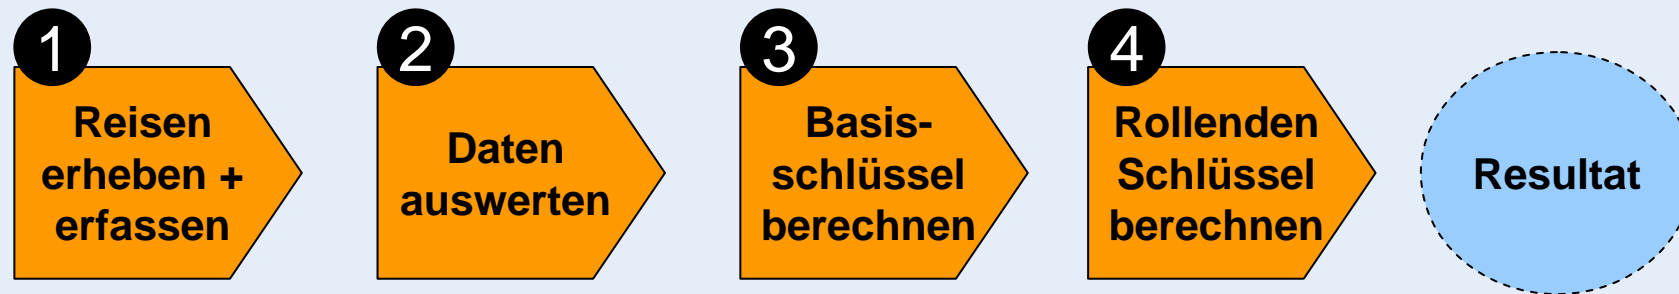 1
Reisen
erheben +
erfassen
2
Daten
auswerten
3
Basis-
schlüssel
berechnen
4
Rollenden
Schlüssel
berechnen
Resultat